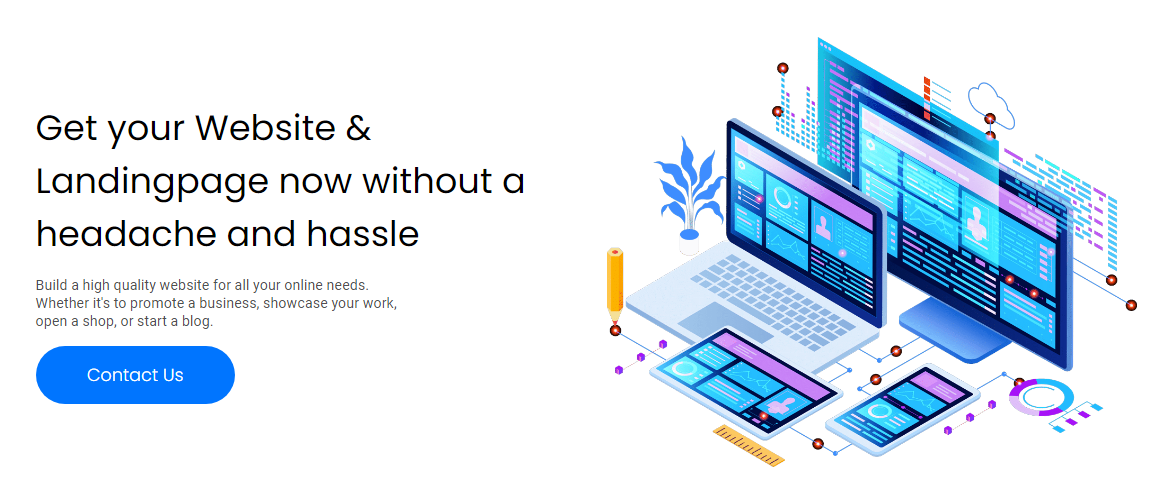 Get your Website &
Landingpage now without a
headache and hassle
Build a high quality website for all your online needs.
Whether it's to promote a business, showcase your work,
open a shop, or start a blog.
Contact Us